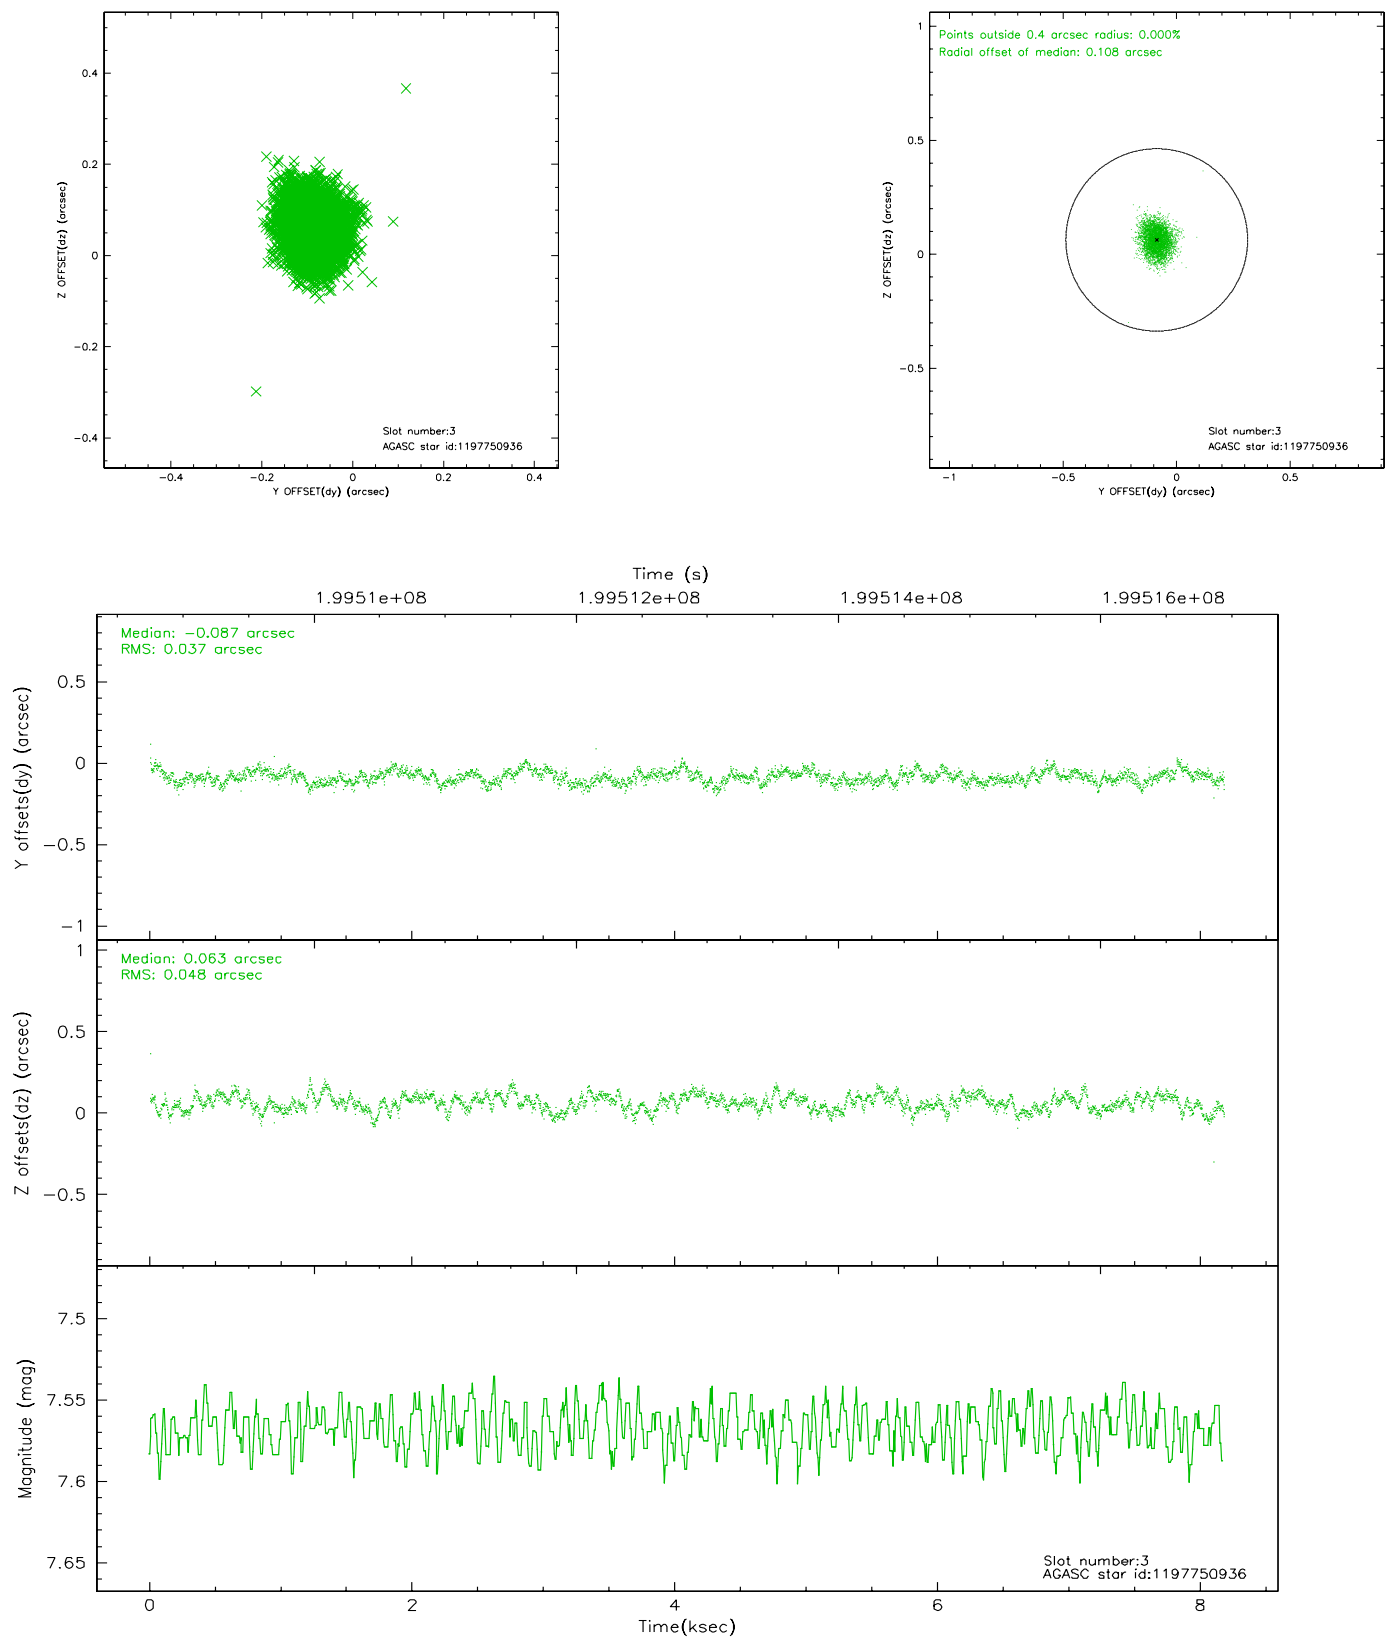 0.4
0.2
0
-0.2
-0.4
Z OFFSET(dz) (arcsec)
Slot number:3
AGASC star id:1197750936
-0.4 -0.2 0 0.2 0.4
Y OFFSET(dy) (arcsec)
Points outside 0.4 arcsec radius: 0.000%
Radial offset of median: 0.108 arcsec
1
0.5
0
-0.5
Z OFFSET(dz) (arcsec)
Slot number:3
AGASC star id:1197750936
-1 -0.5 0 0.5
Y OFFSET(dy) (arcsec)
Time (s)
1.9951e+08 1.99512e+08 1.99514e+08 1.99516e+08
Median: -0.087 arcsec
RMS: 0.037 arcsec
0.5
0
-0.5
-1
Y offsets(dy) (arcsec)
Median: 0.063 arcsec
RMS: 0.048 arcsec
1
0.5
0
-0.5
Z offsets(dz) (arcsec)
7.5
7.55
7.6
7.65
Magnitude (mag)
Slot number:3
AGASC star id:1197750936
0 2 4 6 8
Time(ksec)